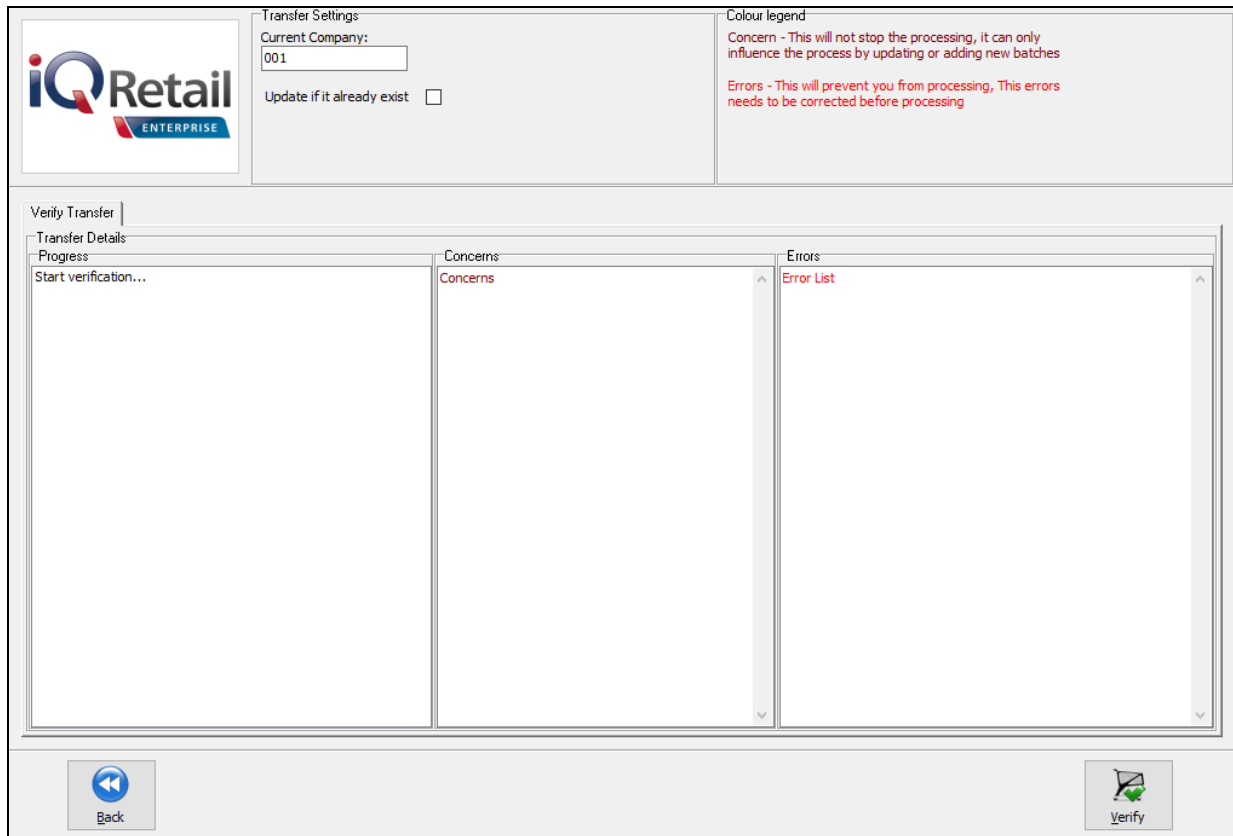 iQRetail
ENTERPRISE
Transfer Settings
Current Company:
001
Update if it already exist
Colour legend
Concern - This will not stop the processing, it can only
influence the process by updating or adding new batches
Errors - This will prevent you from processing, This errors
needs to be corrected before processing
Verify Transfer
Transfer Details
Progress
Start verification...
Concerns
Concerns
Errors
Error List
Back
Verify